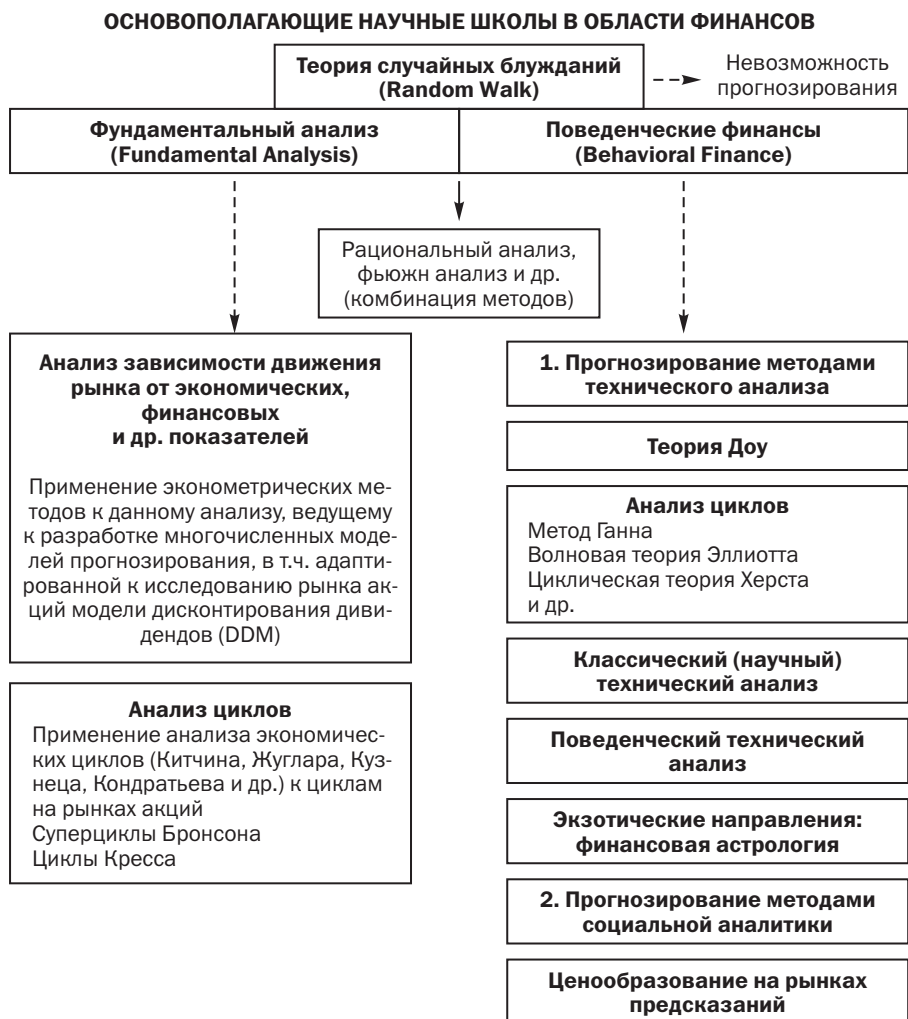 ОСНОВОПОЛАГАЮЩИЕ НАУЧНЫЕ ШКОЛЫ В ОБЛАСТИ ФИНАНСОВ
Теория случайных блужданий
(Random Walk)
Невозможность
прогнозирования
Фундаментальный анализ
(Fundamental Analysis)
Поведенческие финансы
(Behavioral Finance)
Рациональный анализ,
фьюжн анализ и др.
(комбинация методов)
Анализ зависимости движения
рынка от экономических,
финансовых
и др. показателей
Применение эконометрических ме-
тодов к данному анализу, ведущему
к разработке многочисленных моде-
лей прогнозирования, в т.ч. адапти-
рованной к исследованию рынка ак-
ций модели дисконтирования диви-
дендов (DDM)
Анализ циклов
Применение анализа экономичес-
ких циклов (Китчина, Жуглара, Куз-
неца, Кондратьева и др.) к циклам
на рынках акций
Суперциклы Бронсона
Циклы Кресса
1. Прогнозирование методами
технического анализа
Теория Доу
Анализ циклов
Метод Ганна
Волновая теория Эллиотта
Циклическая теория Херста
и др.
Классический (научный)
технический анализ
Поведенческий технический
анализ
Экзотические направления:
финансовая астрология
2. Прогнозирование методами
социальной аналитики
Ценообразование на рынках
предсказаний